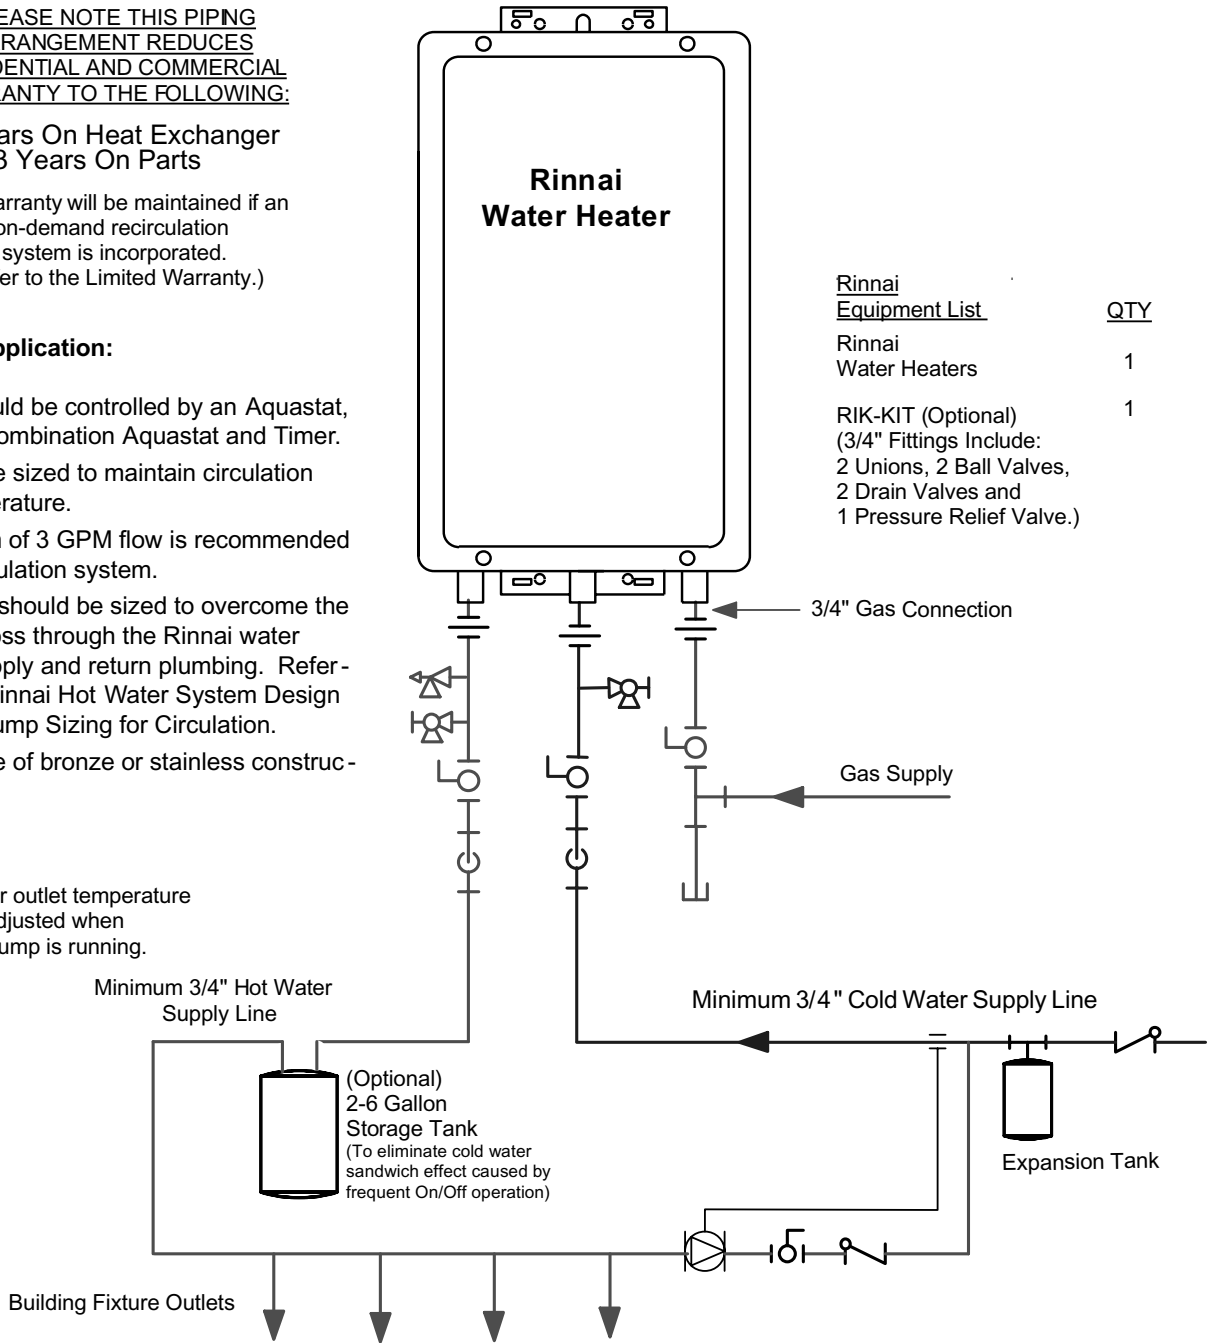 EASE NOTE THIS PIPING
RANGEMENT REDUCES
DENTIAL AND COMMERCIAL
RANTY TO THE FOLLOWING:
ars On Heat Exchanger
3 Years On Parts
arranty will be maintained if an
on-demand recirculation
system is incorporated.
er to the Limited Warranty.)
pplication:
uld be controlled by an Aquastat,
ombination Aquastat and Timer.
e sized to maintain circulation
erature.
n of 3 GPM flow is recommended
ulation system.
should be sized to overcome the
oss through the Rinnai water
pply and return plumbing. Refer-
innai Hot Water System Design
ump Sizing for Circulation.
e of bronze or stainless construc-
r outlet temperature
djusted when
ump is running.
Rinnai
Water Heater
Rinnai
Equipment List QTY
Rinnai
Water Heaters 1
RIK-KIT (Optional) 1
(3/4" Fittings Include:
2 Unions, 2 Ball Valves,
2 Drain Valves and
1 Pressure Relief Valve.)
3/4" Gas Connection
Gas Supply
Minimum 3/4" Hot Water
Supply Line
Minimum 3/4" Cold Water Supply Line
(Optional)
2-6 Gallon
Storage Tank
(To eliminate cold water
sandwich effect caused by
frequent On/Off operation)
Expansion Tank
Building Fixture Outlets